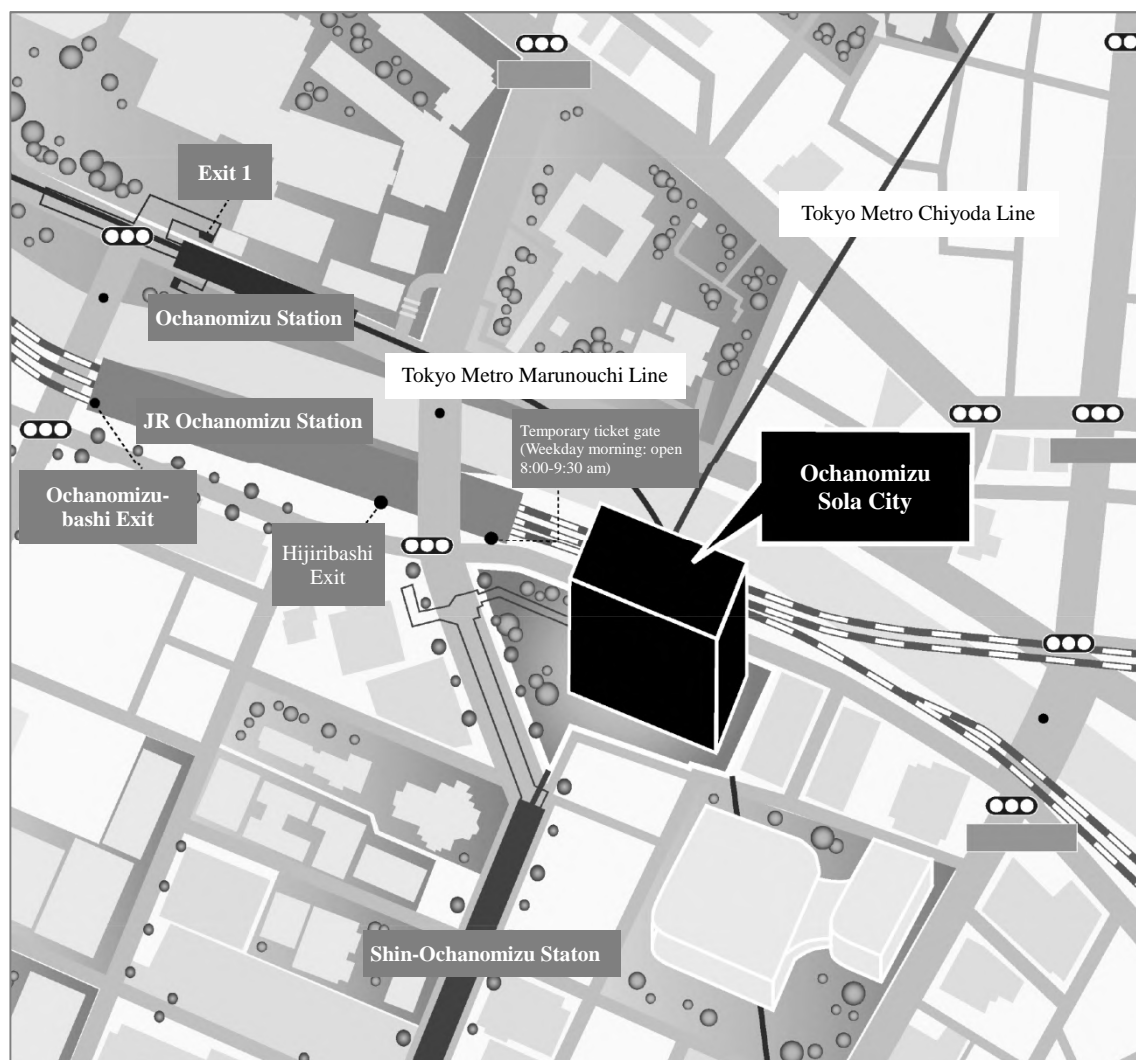 Exit 1
Tokyo Metro Chiyoda Line
Ochanomizu Station
Tokyo Metro Marunouchi Line
JR Ochanomizu Station
Temporary ticket gate
(Weekday morning: open
8:00-9:30 am)
Ochanomizu
Sola City
Ochanomizu-
bashi Exit
Hijiribashi
Exit
Shin-Ochanomizu Staton